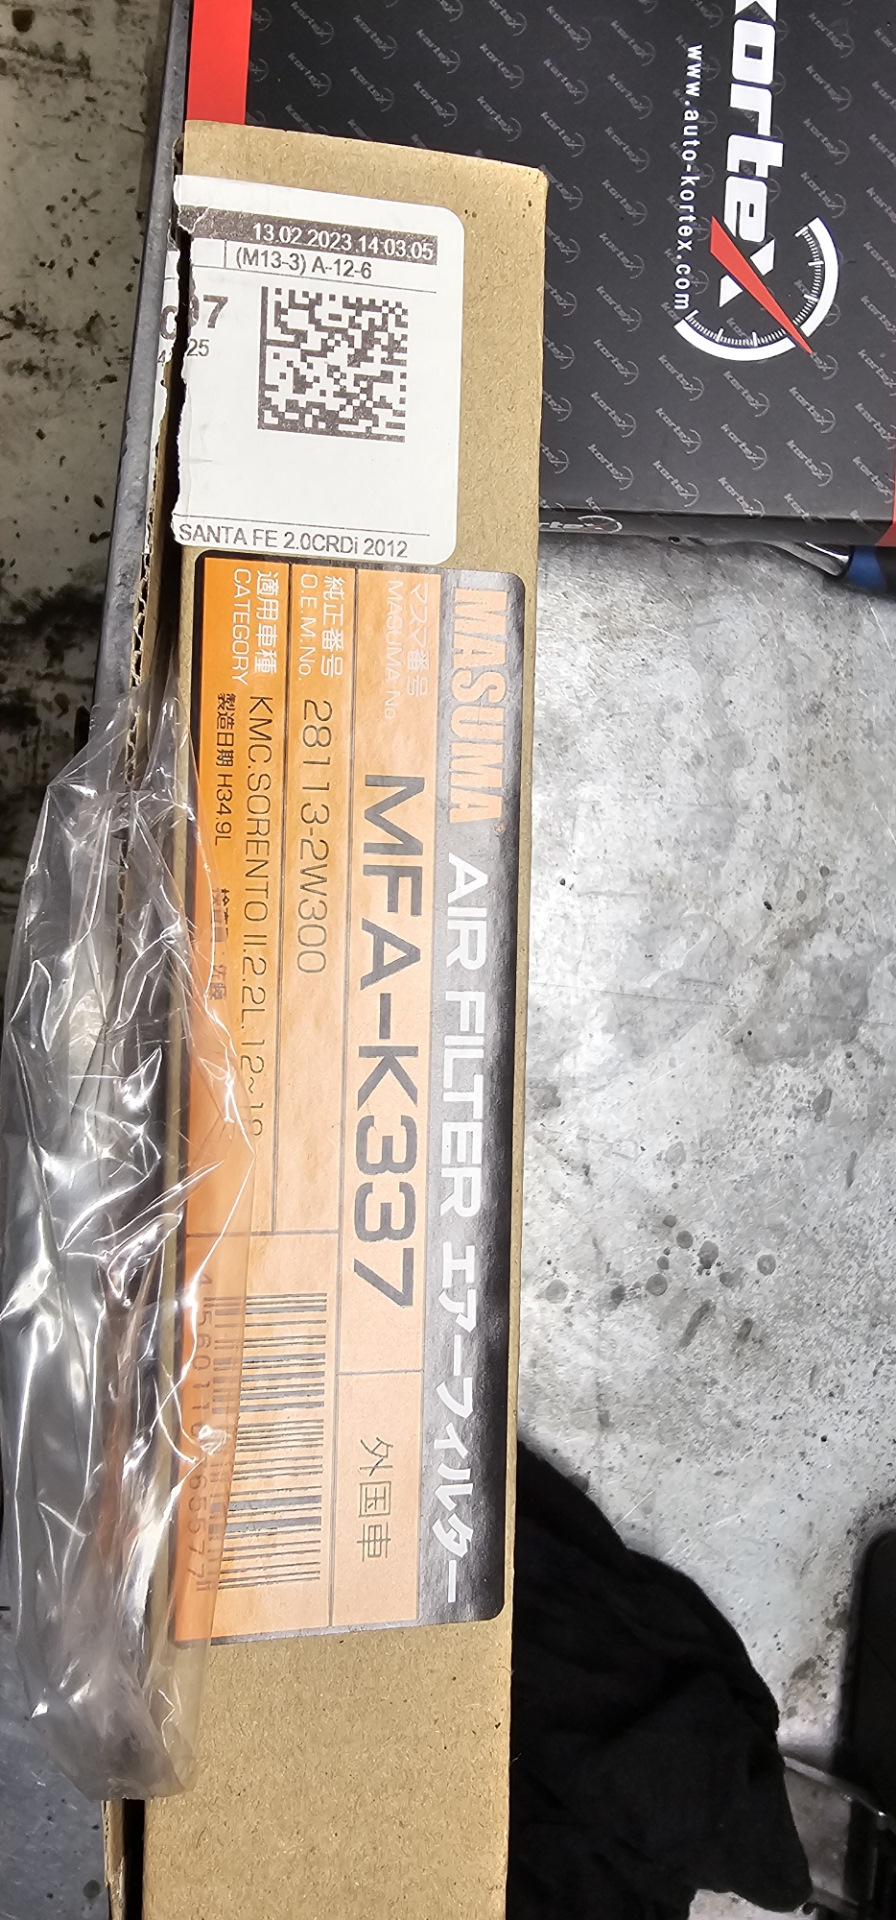 kortex
www.auto-kortex.com
13.02.2023 14:03:05
(M13-3) A-12-6
SANTA FE 2.0CRDi 2012
MASUMA AIR FILTER エアーフィルター
マスマ番号
MASUMA No
MFA-K337
外国車
純正番号
O.E.M.No.
28113-2W300
適用車種
CATEGORY
KMC.SORENTO II.2.2L.
製造日期 H34.9L